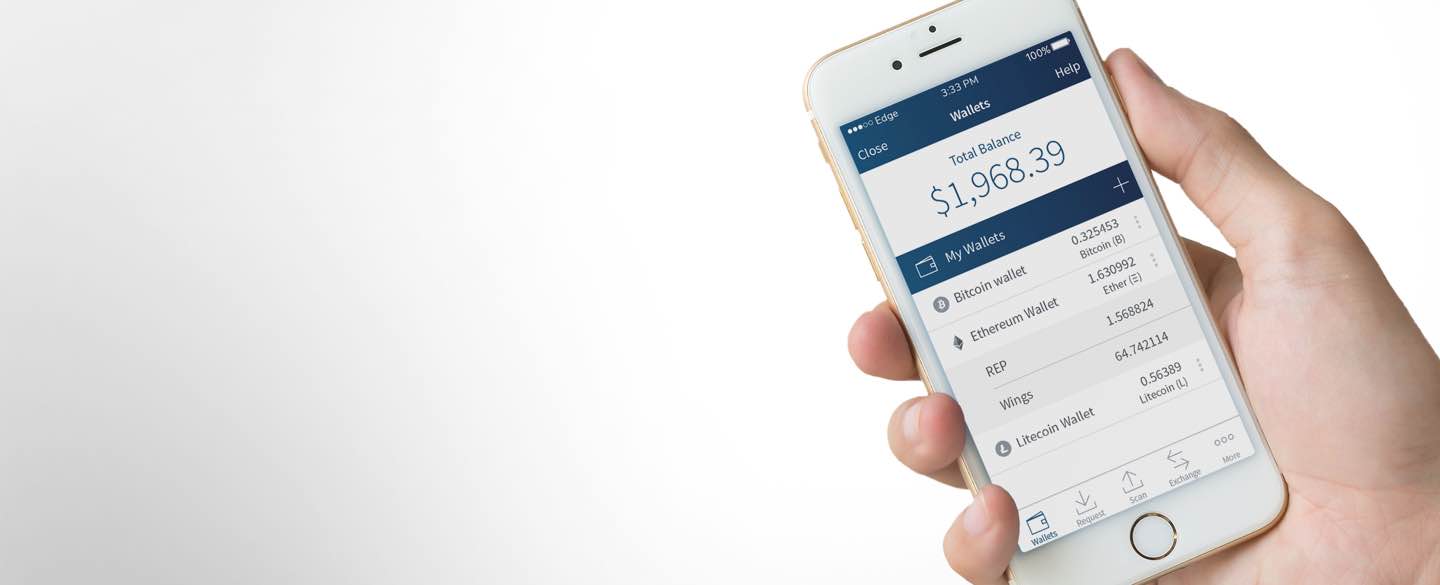 Edge 3:33 PM 100%
Close Wallets Help
Total Balance
$1,968.39
My Wallets +
Bitcoin wallet 0.325453
Bitcoin (B)
Ethereum Wallet 1.630992
Ether (Ξ)
REP 1.568824
Wings 64.742114
Litecoin Wallet 0.56389
Litecoin (L)
Wallets Request Scan Exchange More